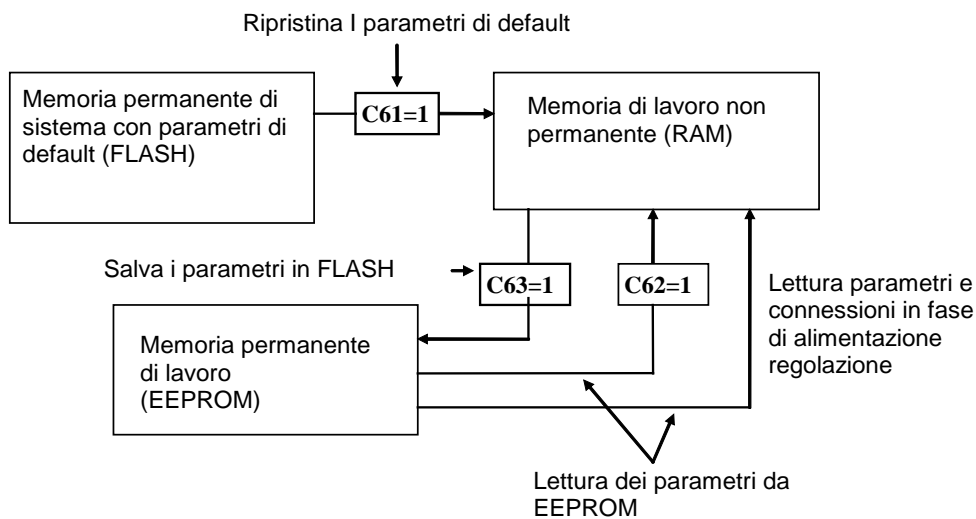 Ripristina I parametri di default
Memoria permanente di
sistema con parametri di
default (FLASH)
C61=1
Memoria di lavoro non
permanente (RAM)
Salva i parametri in FLASH
C63=1
C62=1
Lettura parametri e
connessioni in fase
di alimentazione
regolazione
Memoria permanente
di lavoro
(EEPROM)
Lettura dei parametri da
EEPROM